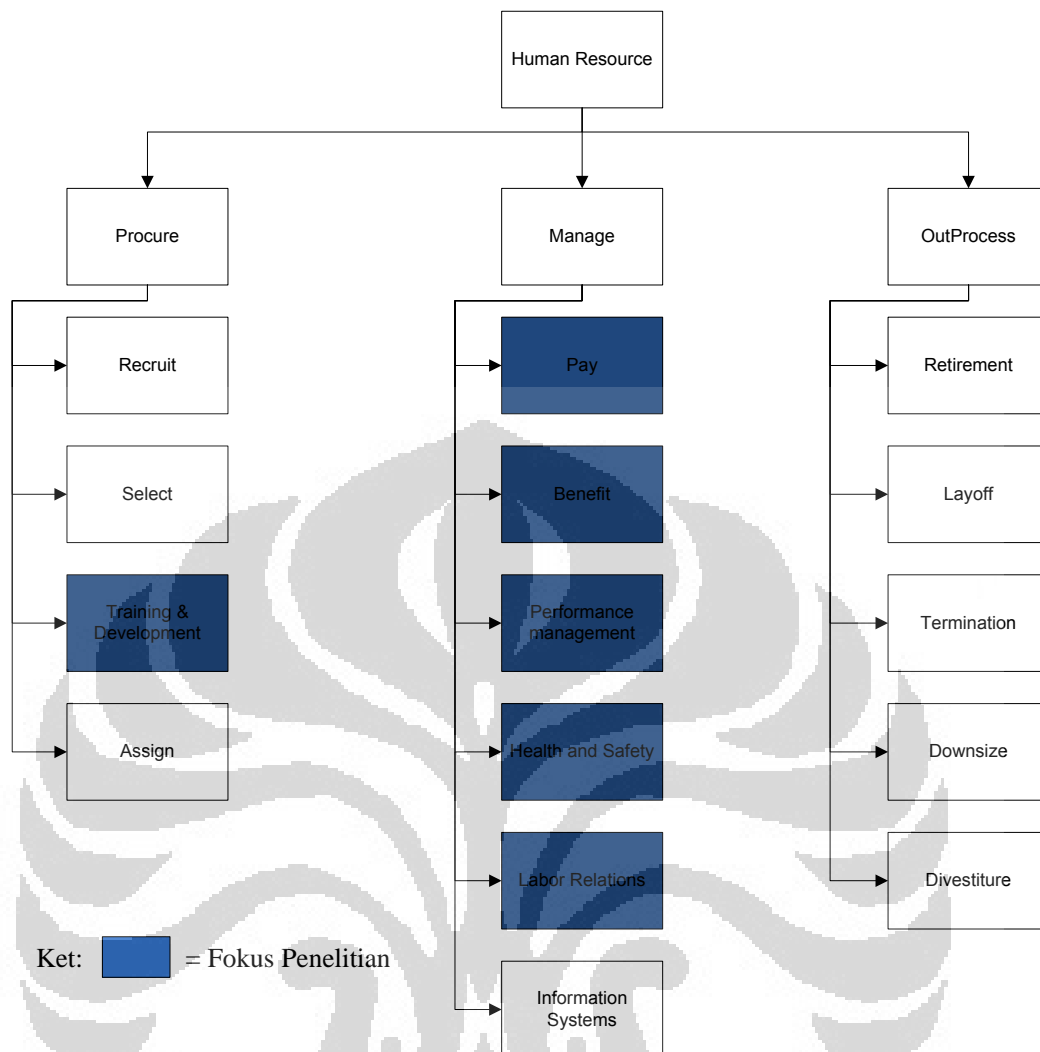 Human Resource
Procure
Manage
OutProcess
Recruit
Pay
Retirement
Select
Benefit
Layoff
Training &
Development
Performance
management
Termination
Assign
Health and Safety
Downsize
Labor Relations
Divestiture
Ket:
= Fokus Penelitian
Information
Systems